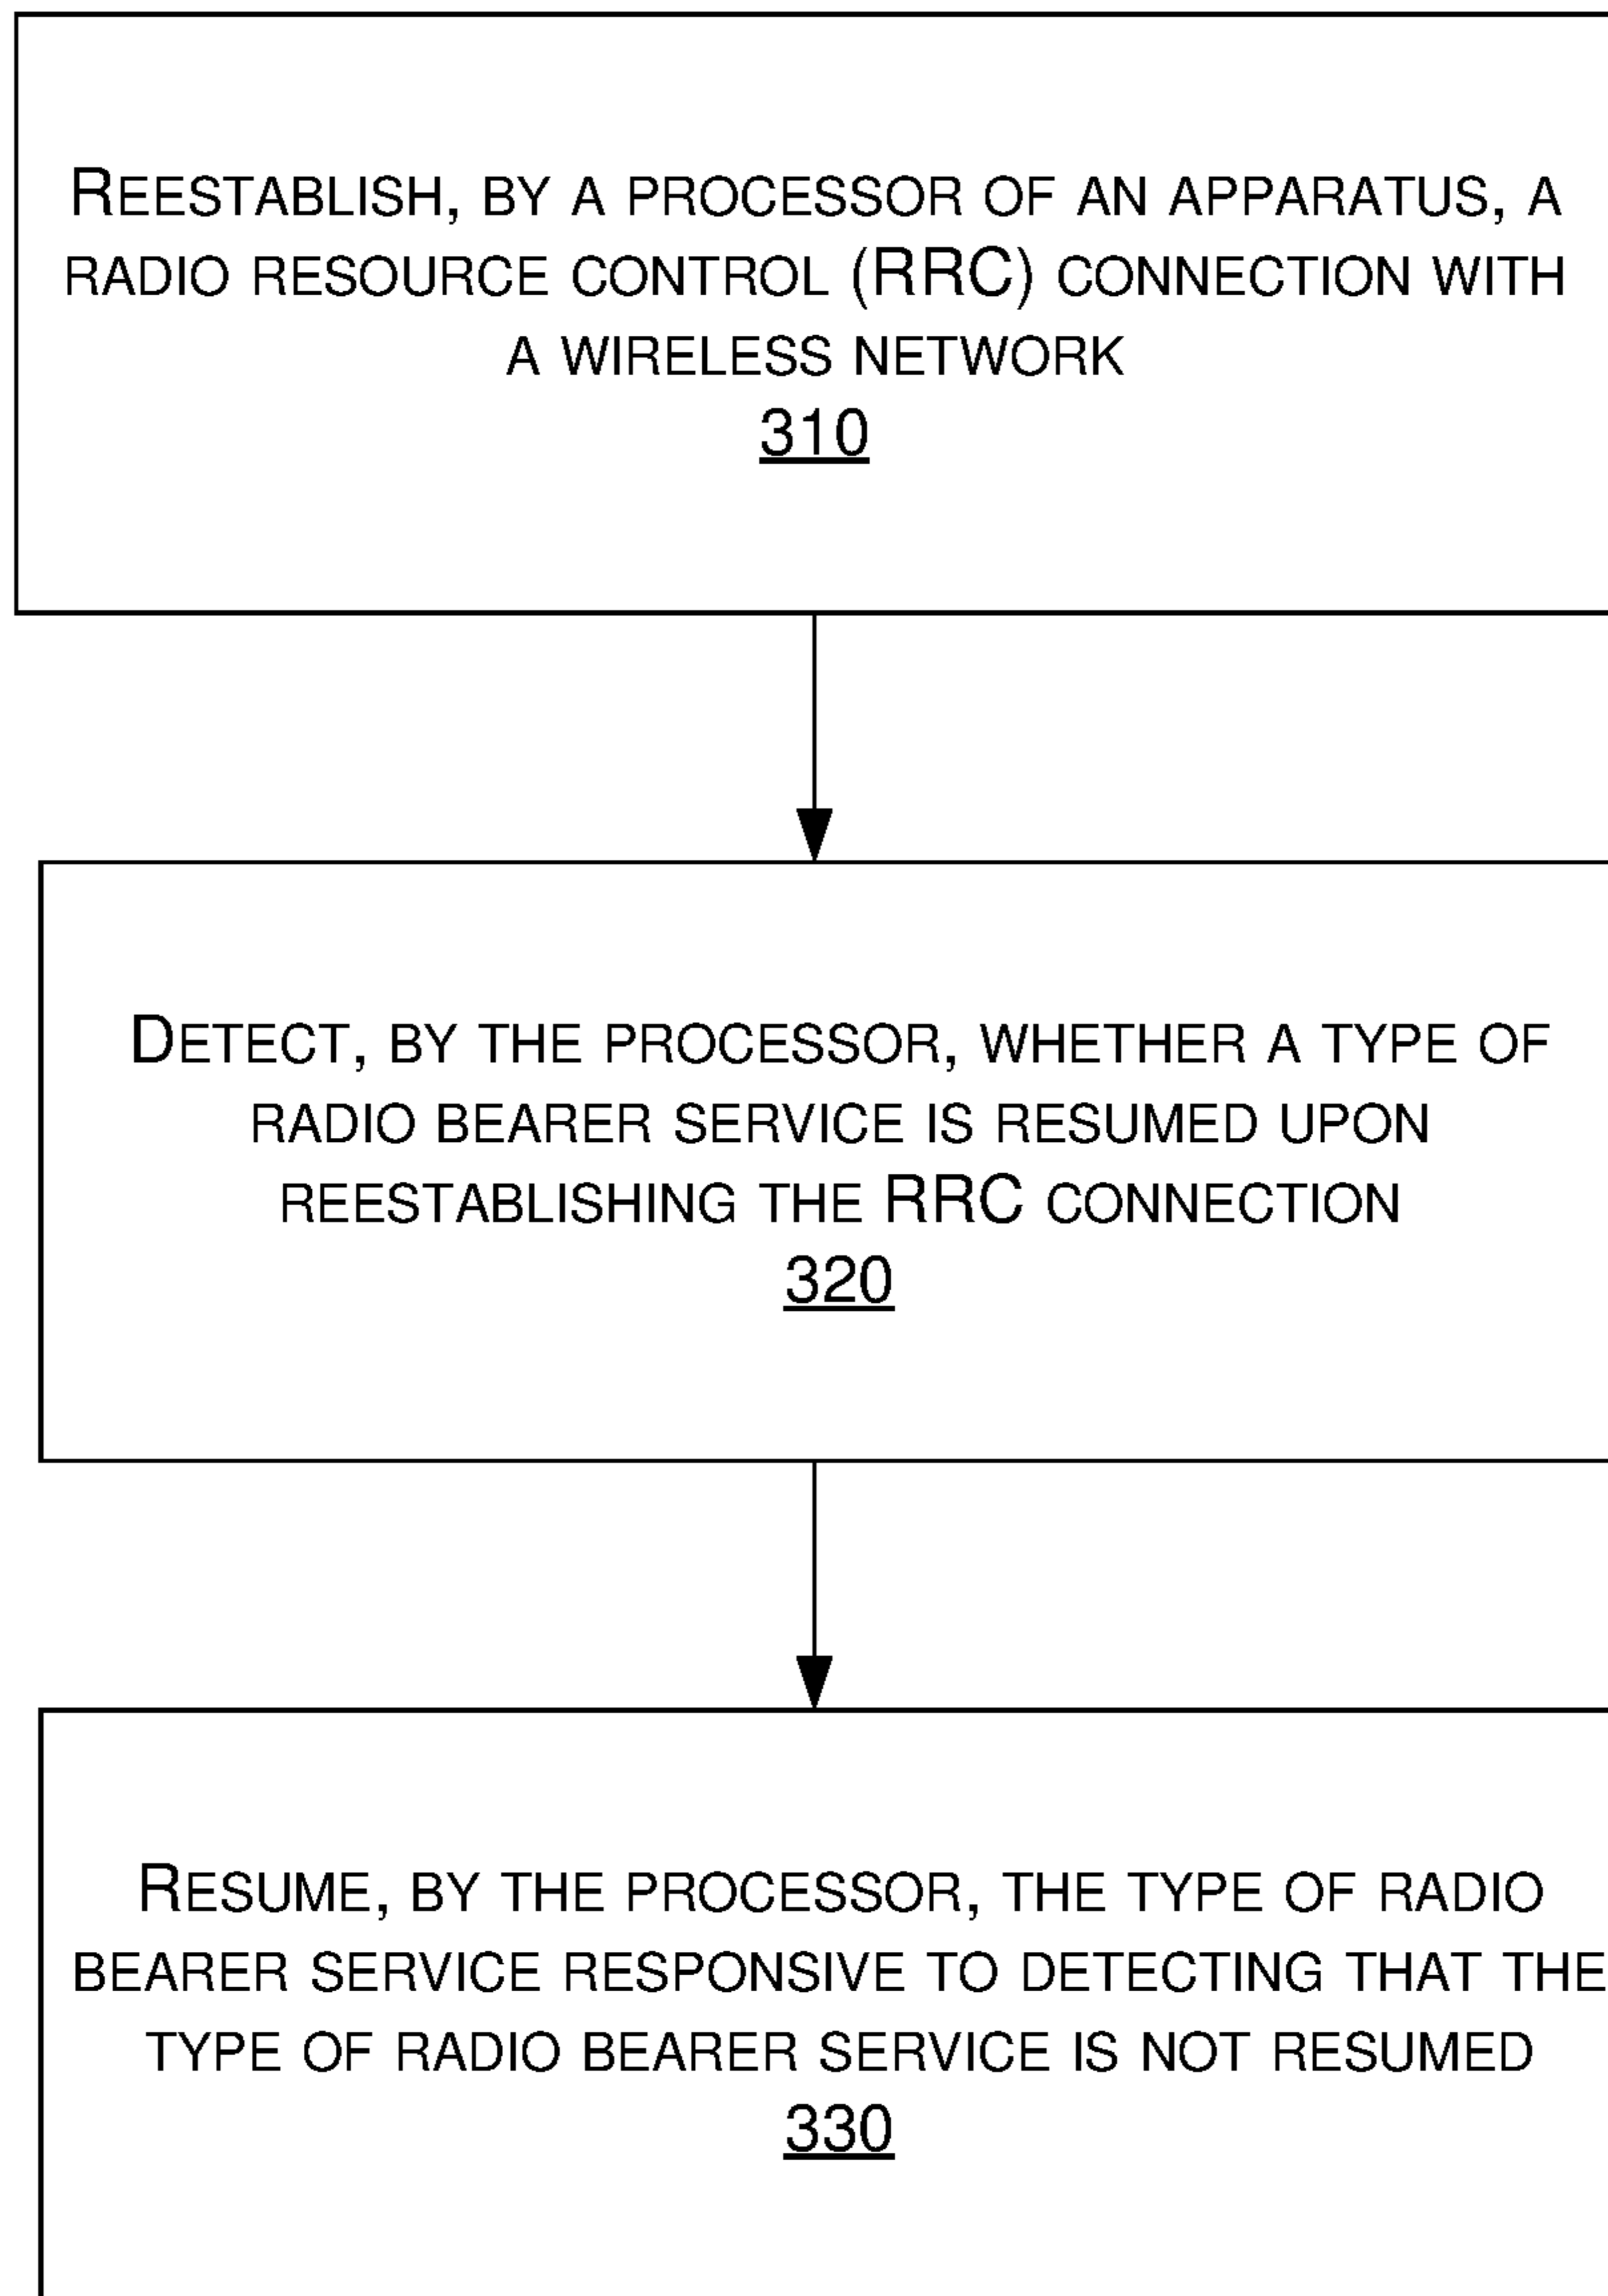 REESTABLISH, BY A PROCESSOR OF AN APPARATUS, A
RADIO RESOURCE CONTROL (RRC) CONNECTION WITH
A WIRELESS NETWORK
310
DETECT, BY THE PROCESSOR, WHETHER A TYPE OF
RADIO BEARER SERVICE IS RESUMED UPON
REESTABLISHING THE RRC CONNECTION
320
RESUME, BY THE PROCESSOR, THE TYPE OF RADIO
BEARER SERVICE RESPONSIVE TO DETECTING THAT THE
TYPE OF RADIO BEARER SERVICE IS NOT RESUMED
330